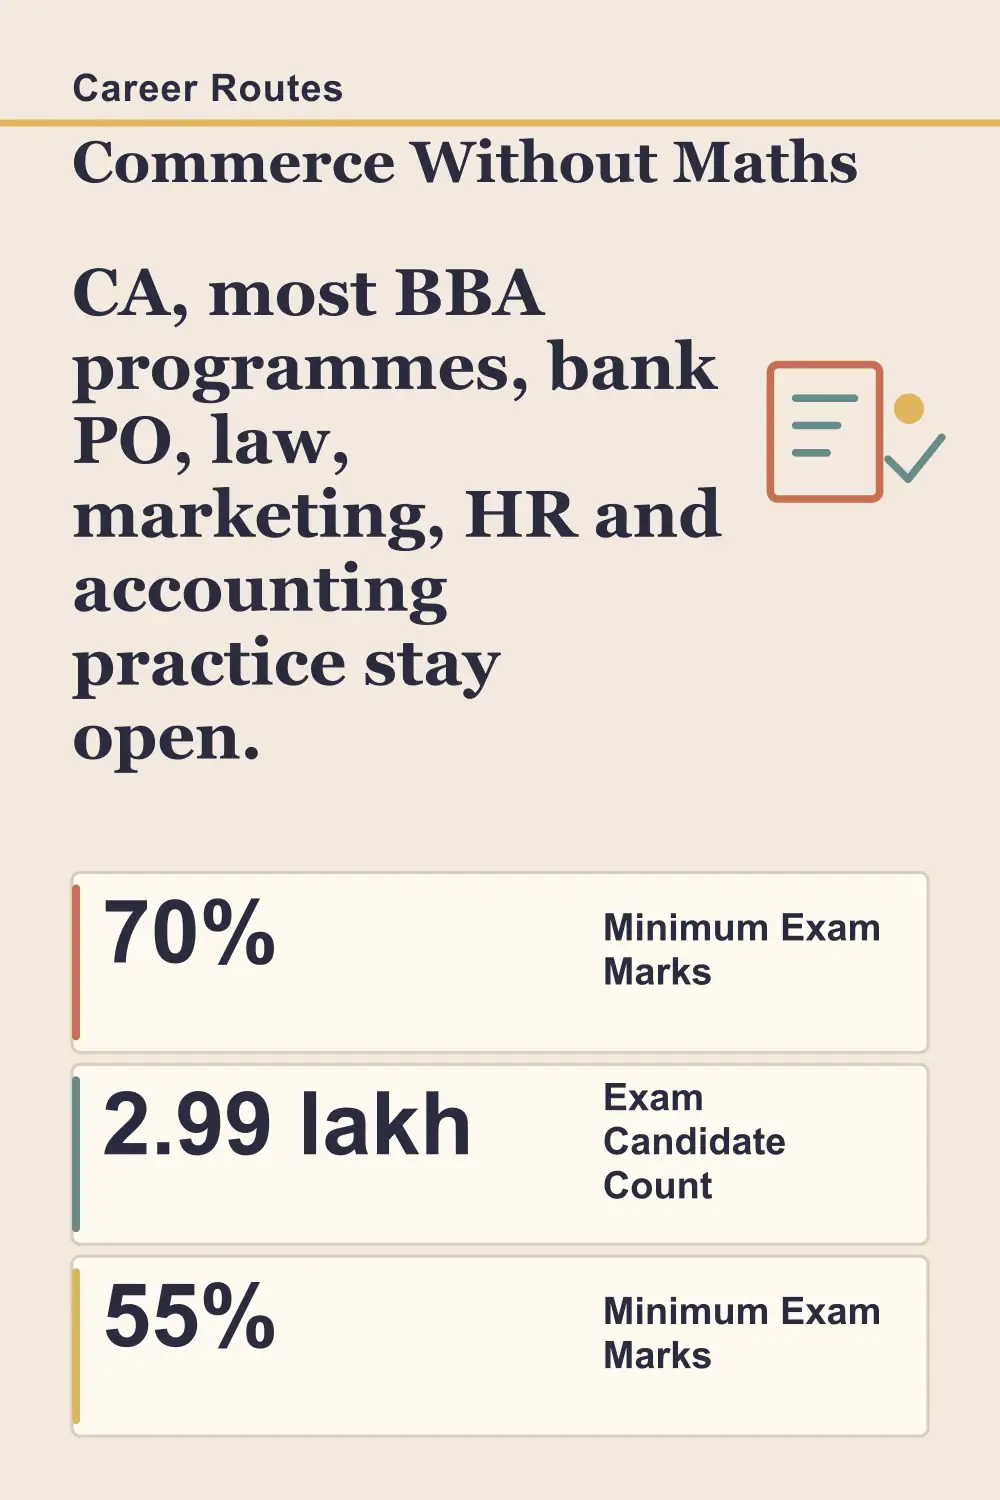 Career Routes
Commerce Without Maths
CA, most BBA
programmes, bank
PO, law,
marketing, HR and
accounting
practice stay
open.
70%
Minimum Exam
Marks
2.99 lakh
Exam
Candidate
Count
55%
Minimum Exam
Marks